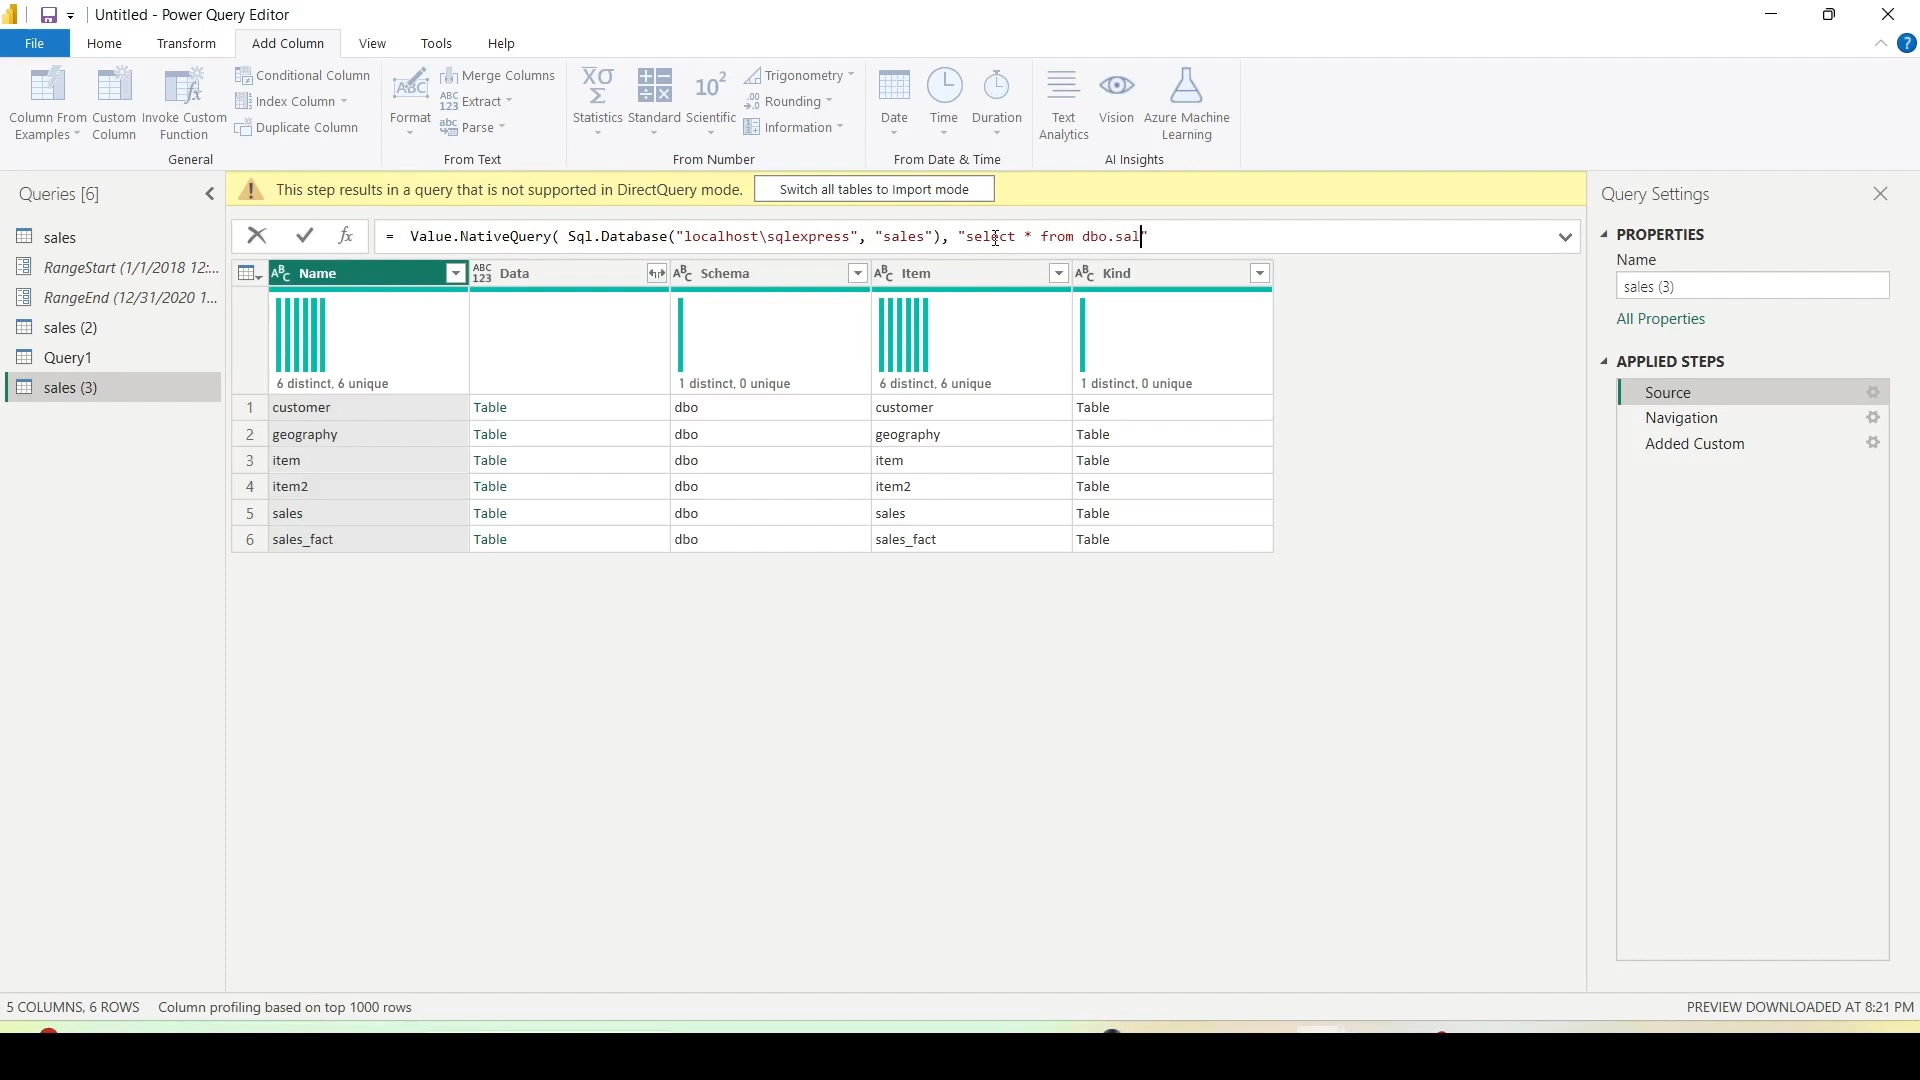 Untitled - Power Query Editor
File Home Transform Add Column View Tools Help
Column From Examples
Custom Column
Invoke Custom Function
Conditional Column
Index Column
Duplicate Column
General
Format
Merge Columns
Extract
Parse
From Text
Statistics
Standard
Scientific
Trigonometry
Rounding
Information
From Number
Date
Time
Duration
From Date & Time
Text Analytics
Vision
Azure Machine Learning
AI Insights
Queries [6]
sales
RangeStart (1/1/2018 12:...
RangeEnd (12/31/2020 1...
sales (2)
Query1
sales (3)
This step results in a query that is not supported in DirectQuery mode.
Switch all tables to Import mode
= Value.NativeQuery( Sql.Database("localhost\sqlexpress", "sales"), "select * from dbo.sal"
Name Data Schema Item Kind
6 distinct, 6 unique 1 distinct, 0 unique 6 distinct, 6 unique 1 distinct, 0 unique
1 customer Table dbo customer Table
2 geography Table dbo geography Table
3 item Table dbo item Table
4 item2 Table dbo item2 Table
5 sales Table dbo sales Table
6 sales_fact Table dbo sales_fact Table
Query Settings
PROPERTIES
Name
sales (3)
All Properties
APPLIED STEPS
Source
Navigation
Added Custom
5 COLUMNS, 6 ROWS Column profiling based on top 1000 rows
PREVIEW DOWNLOADED AT 8:21 PM